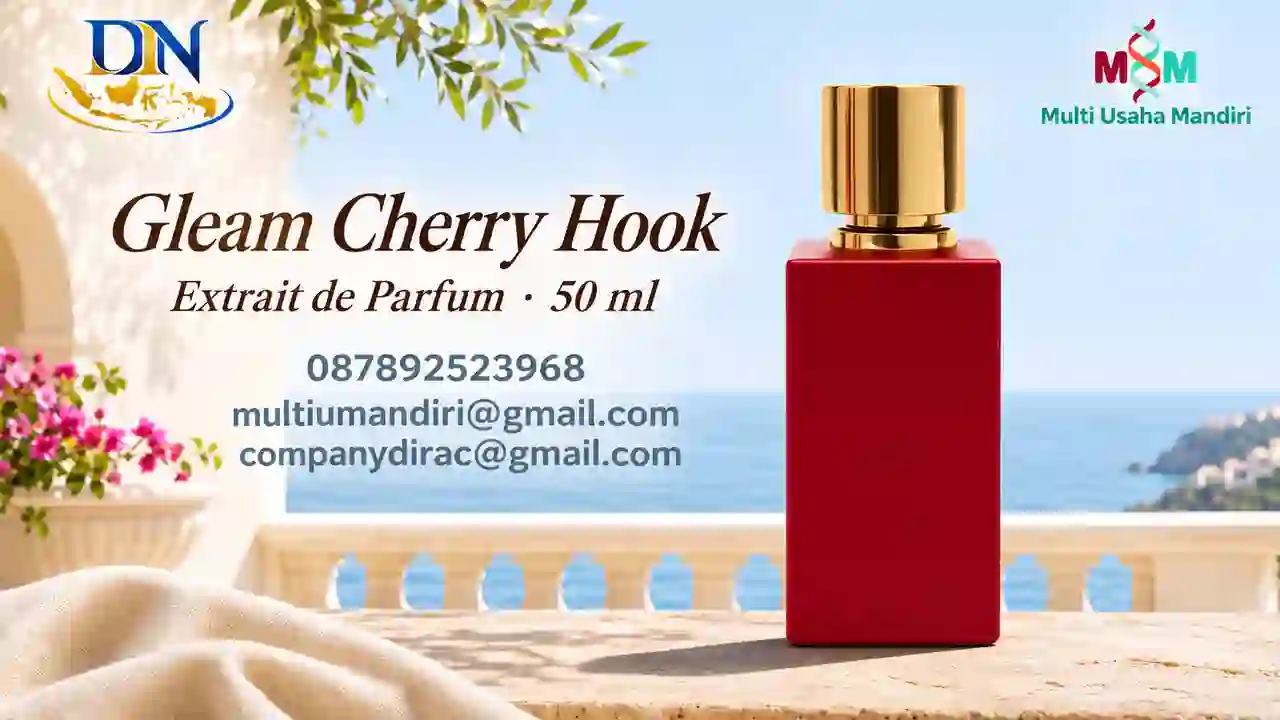 DN
MM
Multi Usaha Mandiri
Gleam Cherry Hook
Extrait de Parfum · 50 ml
087892523968
multiumandiri@gmail.com
companydirac@gmail.com